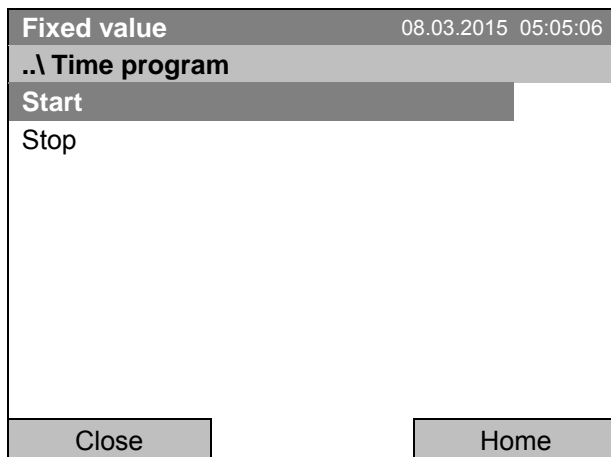 Fixed value 08.03.2015 05:05:06
..\ Time program
Start
Stop
Close Home